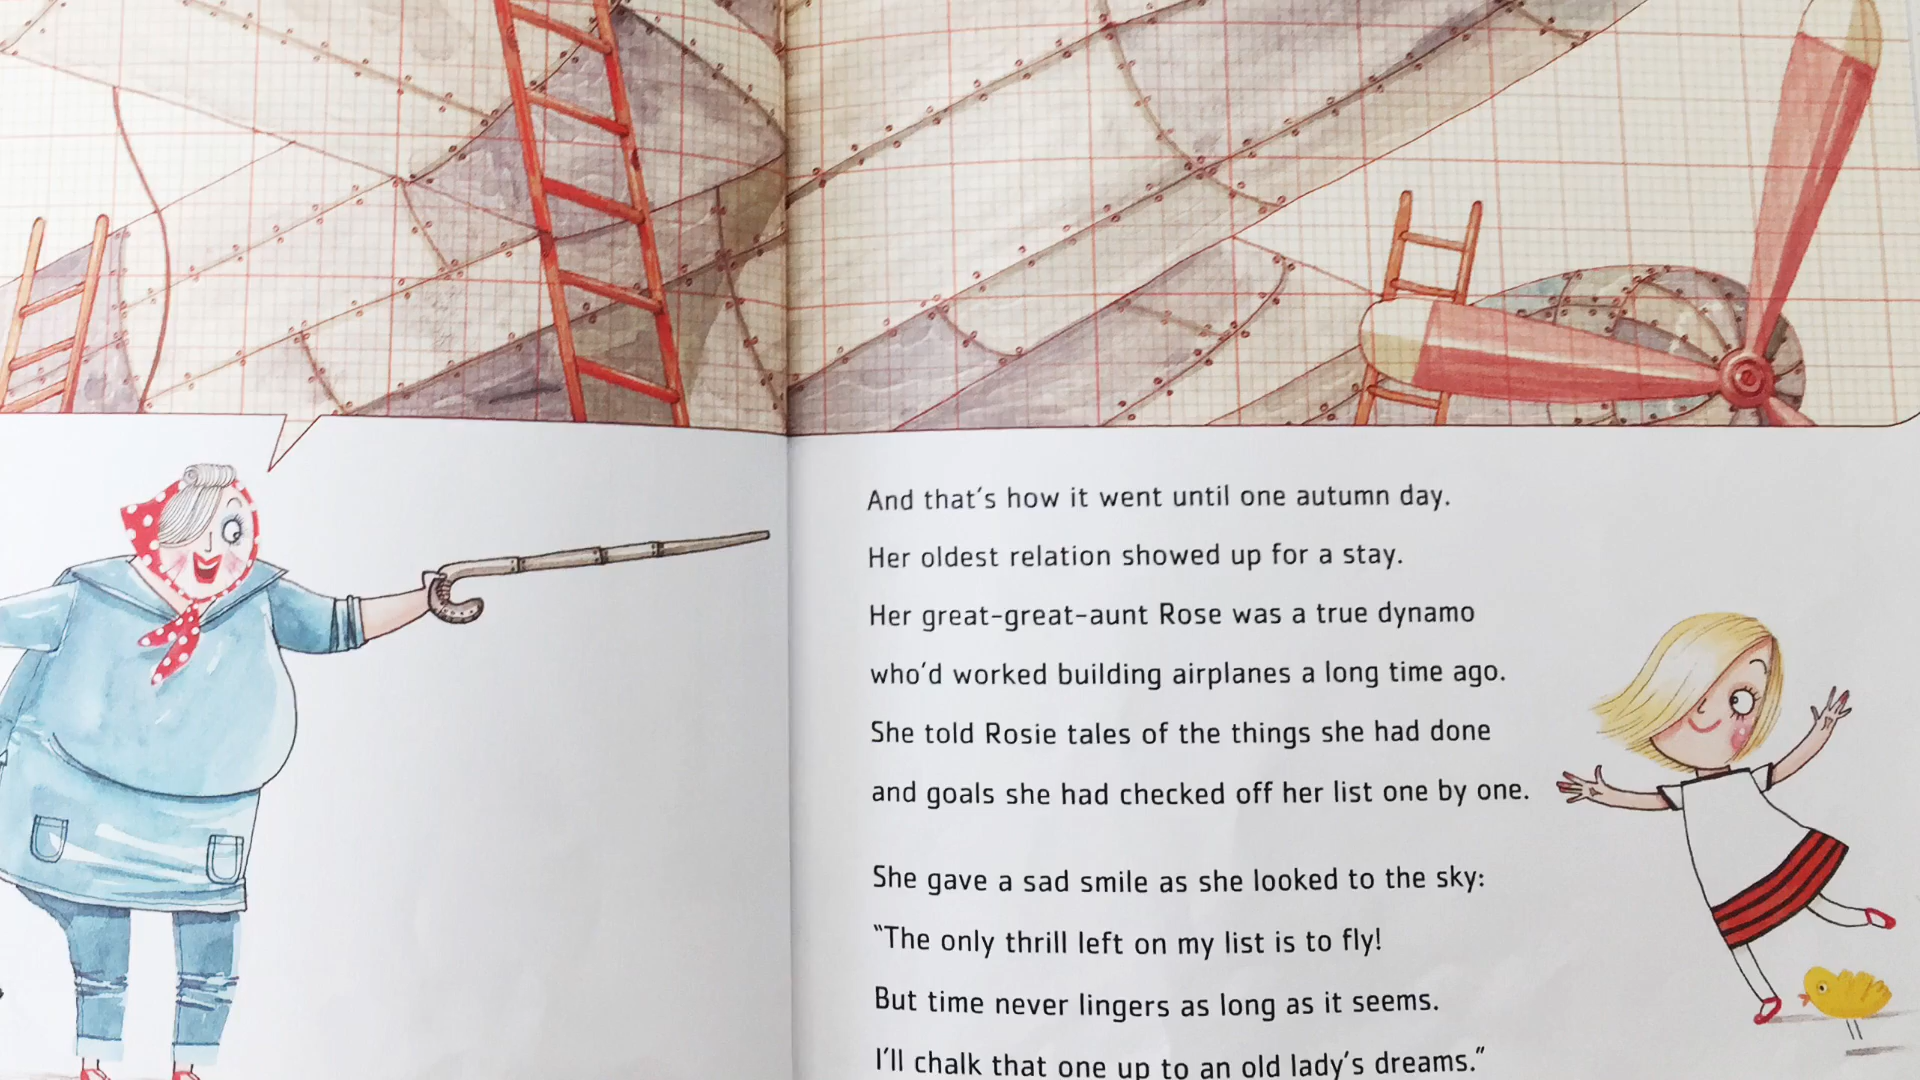 And that's how it went until one autumn day.
Her oldest relation showed up for a stay.
Her great-great-aunt Rose was a true dynamo
who'd worked building airplanes a long time ago.
She told Rosie tales of the things she had done
and goals she had checked off her list one by one.
She gave a sad smile as she looked to the sky:
“The only thrill left on my list is to fly!
But time never lingers as long as it seems.
I'll chalk that one up to an old lady's dreams.”